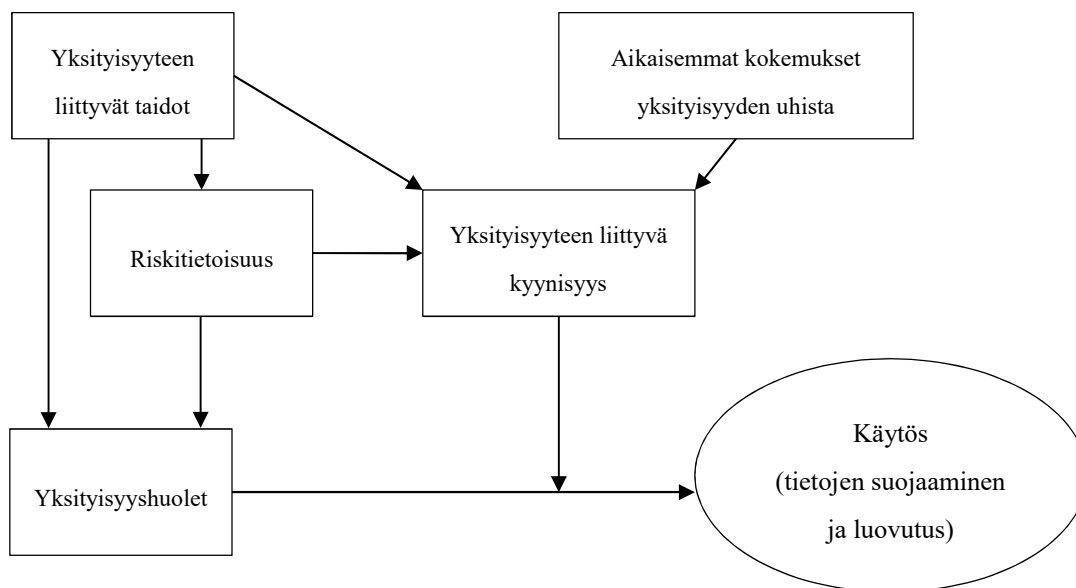 Yksityisyyteen
liittyvät taidot
Aikaisemmat kokemukset
yksityisyyden uhista
Riskitietoisuus
Yksityisyyteen liittyvä
kyynisyys
Yksityisyyshuolet
Käytös
(tietojen suojaaminen
ja luovutus)